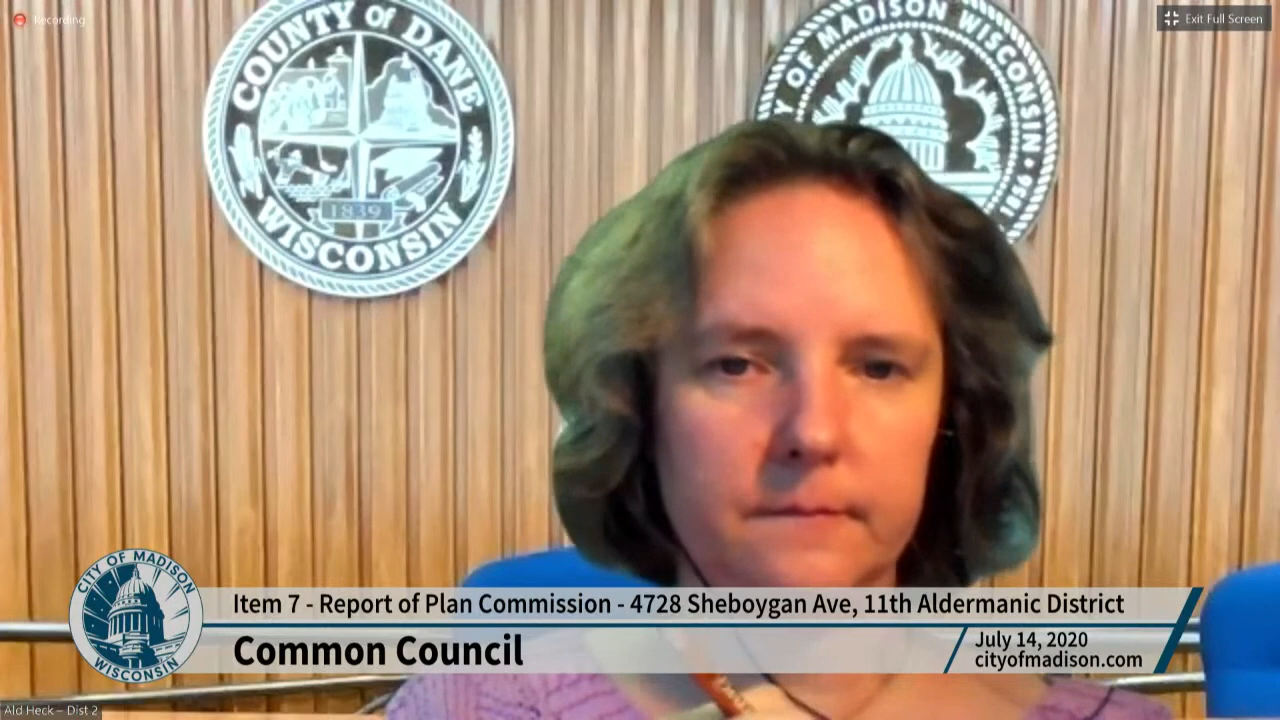 Recording
Exit Full Screen
COUNTY of DANE
1839
WISCONSIN
Y OF MADISON WISCONSIN
CITY OF MADISON
WISCONSIN
Item 7 - Report of Plan Commission - 4728 Sheboygan Ave, 11th Aldermanic District
Common Council
July 14, 2020
cityofmadison.com
Ald Heck – Dist 2